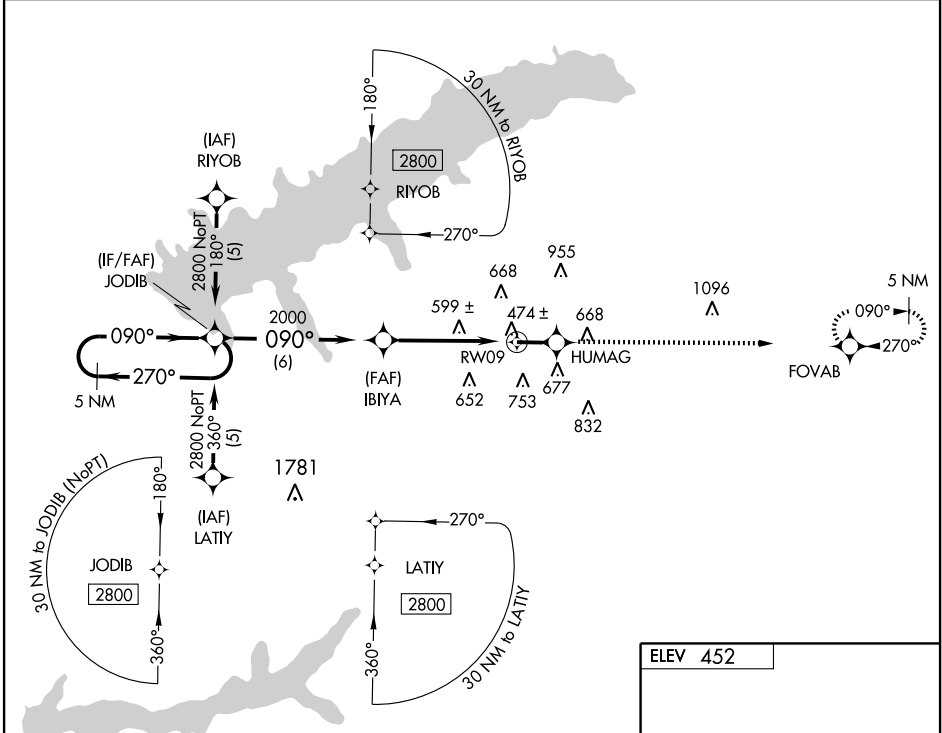 180°
30 NM to RIYOB
2800
RIYOB
270°
(IAF)
RIYOB
2800 NoPT
180°
(5)
(IF/FAF)
JODIB
090°
270°
5 NM
2000
090°
(6)
(FAF)
IBIYA
599 ±
668
955
474 ±
668
1096
RW09
HUMAG
652
753
677
832
090°
5 NM
270°
FOVAB
2800 NoPT
360°
(5)
(IAF)
LATIY
1781
30 NM to JODIB (NoPT)
180°
JODIB
2800
360°
270°
LATIY
2800
360°
30 NM to LATIY
ELEV 452